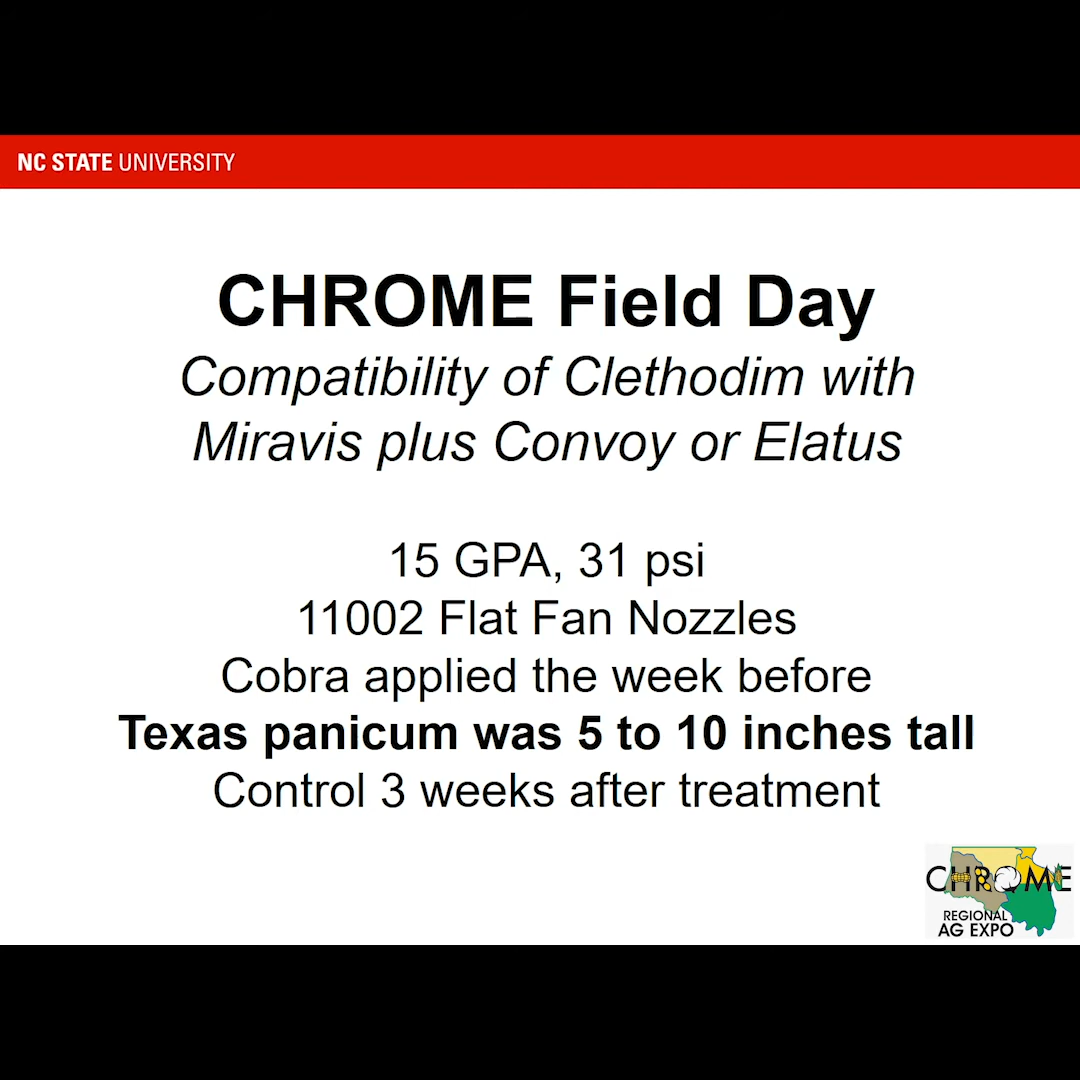 NC STATE UNIVERSITY
CHROME Field Day
Compatibility of Clethodim with
Miravis plus Convoy or Elatus
15 GPA, 31 psi
11002 Flat Fan Nozzles
Cobra applied the week before
Texas panicum was 5 to 10 inches tall
Control 3 weeks after treatment
CHROME
REGIONAL
AG EXPO